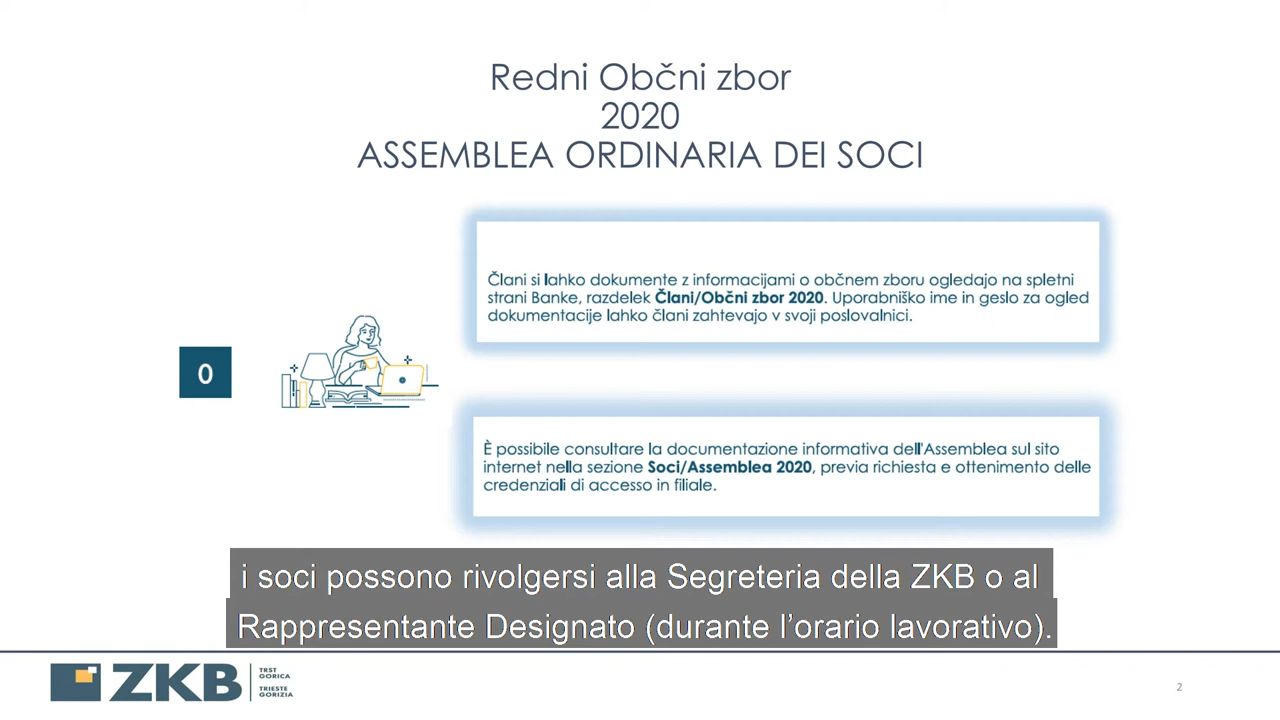 Redni Občni zbor
2020
ASSEMBLEA ORDINARIA DEI SOCI
Člani si lahko dokumente z informacijami o občnem zboru ogledajo na spletni
strani Banke, razdelek Člani/Občni zbor 2020. Uporabniško ime in geslo za ogled
dokumentacije lahko člani zahtevajo v svoji poslovalnici.
0
È possibile consultare la documentazione informativa dell'Assemblea sul sito
internet nella sezione Soci/Assemblea 2020, previa richiesta e ottenimento delle
credenziali di accesso in filiale.
i soci possono rivolgersi alla Segreteria della ZKB o al
Rappresentante Designato (durante l’orario lavorativo).
ZKB
TRST
GORICA
TRIESTE
GORIZIA
2